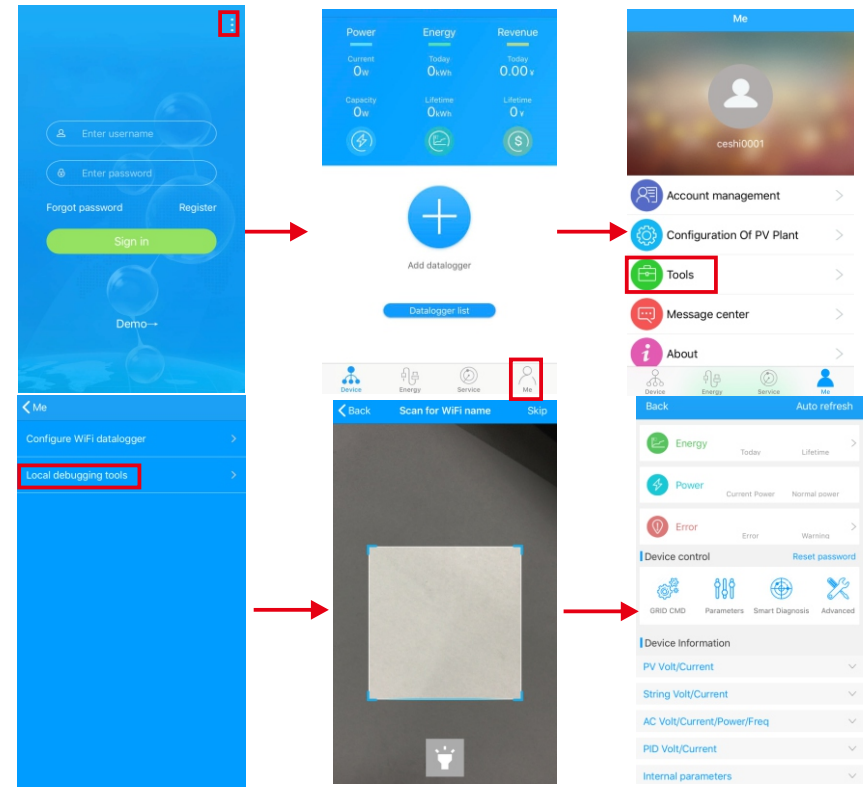 Enter username
Enter password
Forgot password Register
Sign in
Demo→
Power Energy Revenue
Current Today Today
0W 0kWh 0.00 ¥
Capacity Lifetime Lifetime
0W 0kWh 0 ¥
Add datalogger
Datalogger list
Device Energy Service Me
Me
ceshi0001
Account management
Configuration Of PV Plant
Tools
Message center
About
Device Energy Service Me
Me
Configure WiFi datalogger
Local debugging tools
Back Scan for WiFi name Skip
Back Auto refresh
Energy
Today Lifetime
Power
Current Power Normal power
Error
Error Warning
Device control Reset password
GRID CMD Parameters Smart Diagnosis Advanced
Device Information
PV Volt/Current
String Volt/Current
AC Volt/Current/Power/Freq
PID Volt/Current
Internal parameters